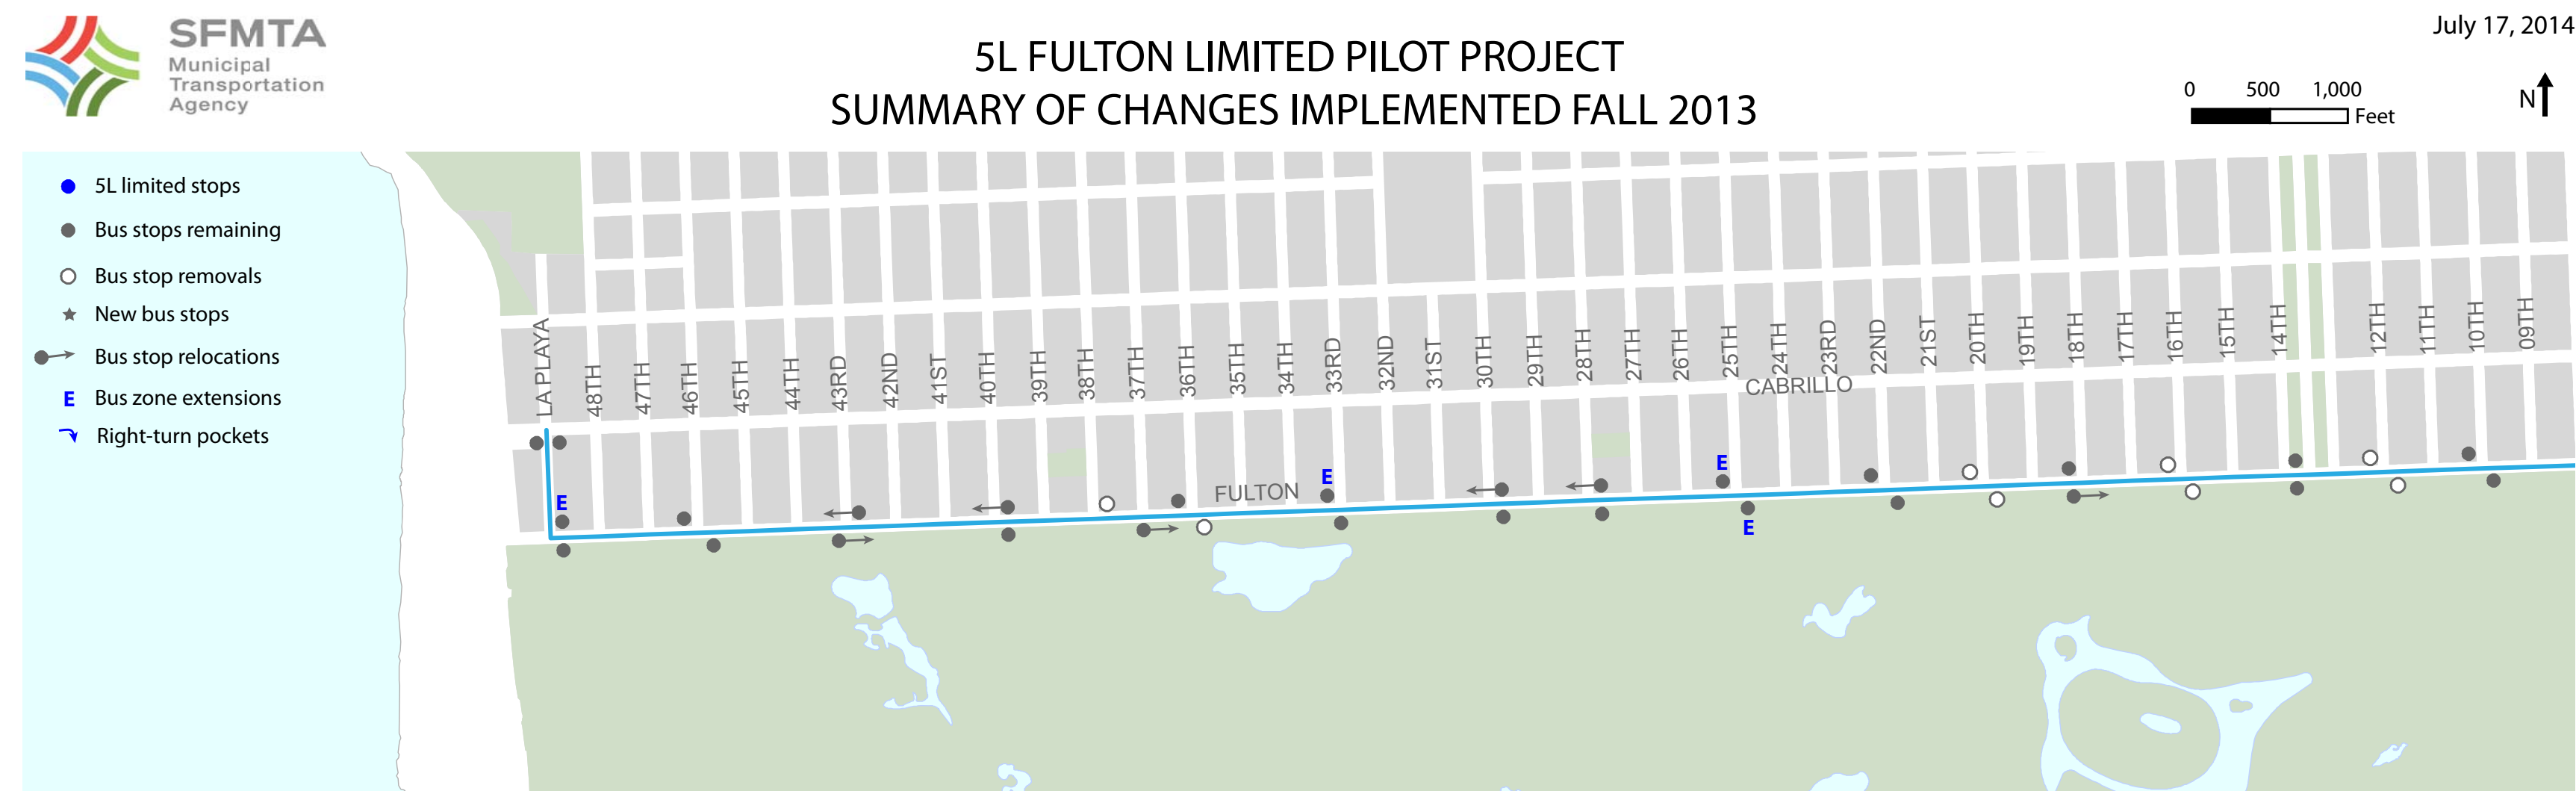 SFMTA
Municipal
Transportation
Agency
5L FULTON LIMITED PILOT PROJECT
SUMMARY OF CHANGES IMPLEMENTED FALL 2013
July 17, 2014
0 500 1,000
Feet
N
5L limited stops
Bus stops remaining
Bus stop removals
New bus stops
Bus stop relocations
E Bus zone extensions
Right-turn pockets
LA PLAYA
48TH
47TH
46TH
45TH
44TH
43RD
42ND
41ST
40TH
39TH
38TH
37TH
36TH
35TH
34TH
33RD
32ND
31ST
30TH
29TH
28TH
27TH
26TH
25TH
24TH
23RD
22ND
21ST
20TH
19TH
18TH
17TH
16TH
15TH
14TH
12TH
11TH
10TH
09TH
CABRILLO
FULTON
E
E
E
E